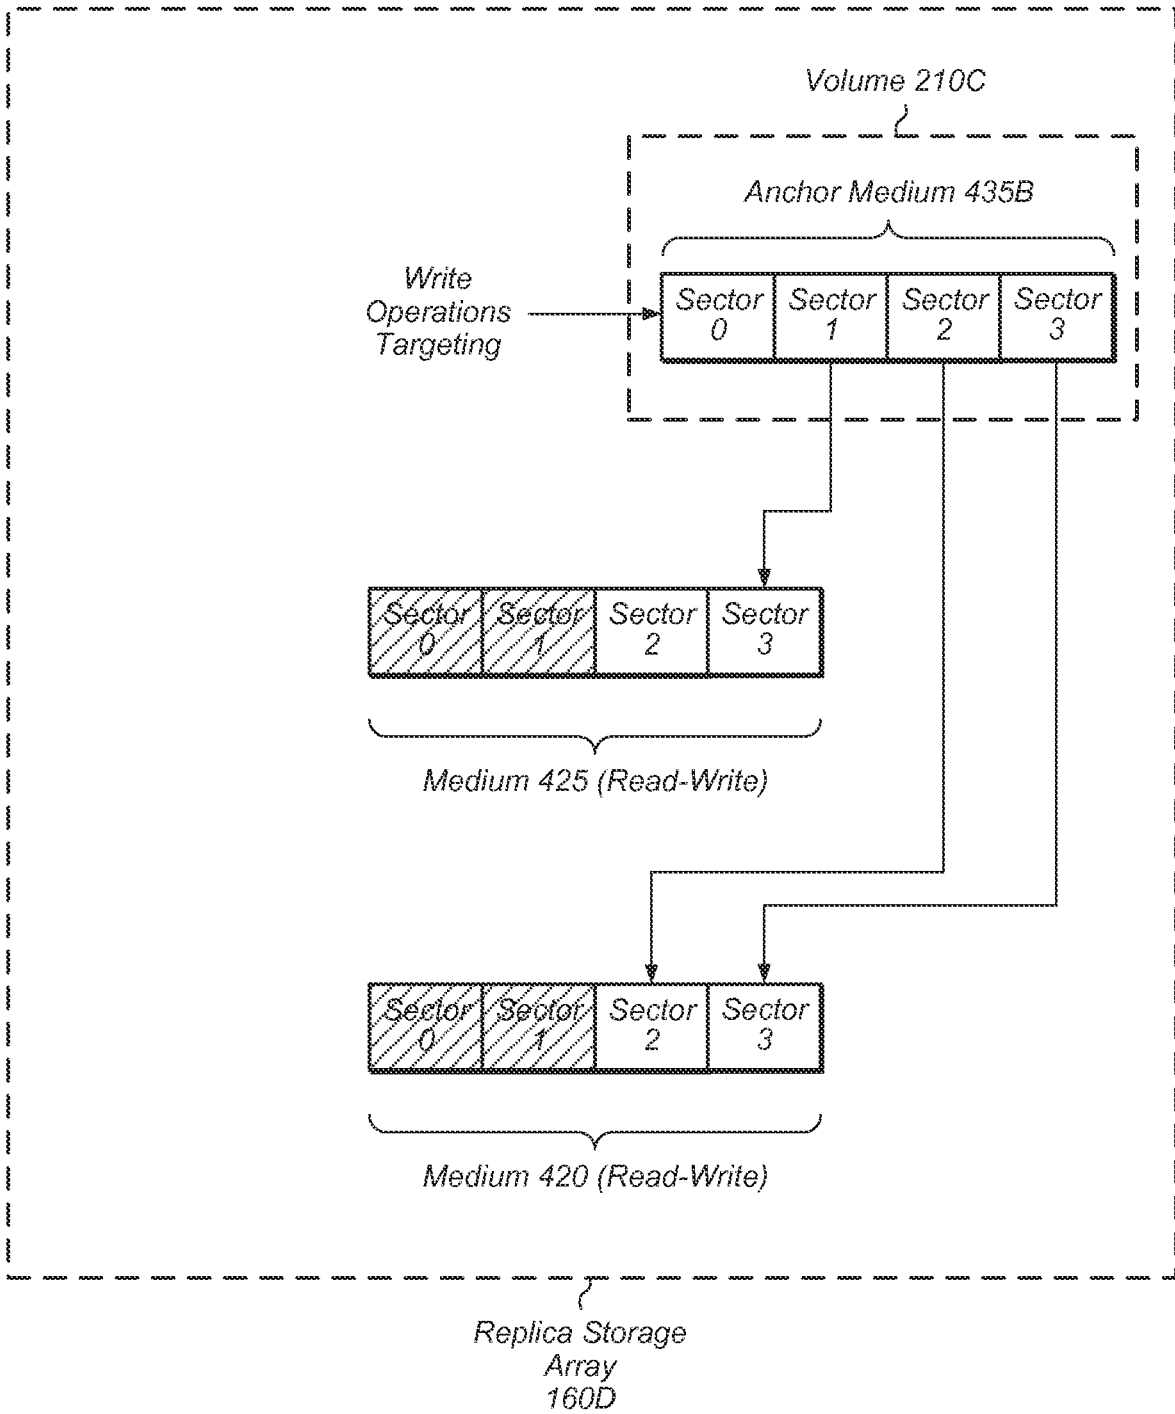 Volume 210C
Anchor Medium 435B
Write
Operations
Targeting
Sector Sector Sector Sector
0 1 2 3
Sector Sector Sector Sector
0 1 2 3
Medium 425 (Read-Write)
Sector Sector Sector Sector
0 1 2 3
Medium 420 (Read-Write)
Replica Storage
Array
160D